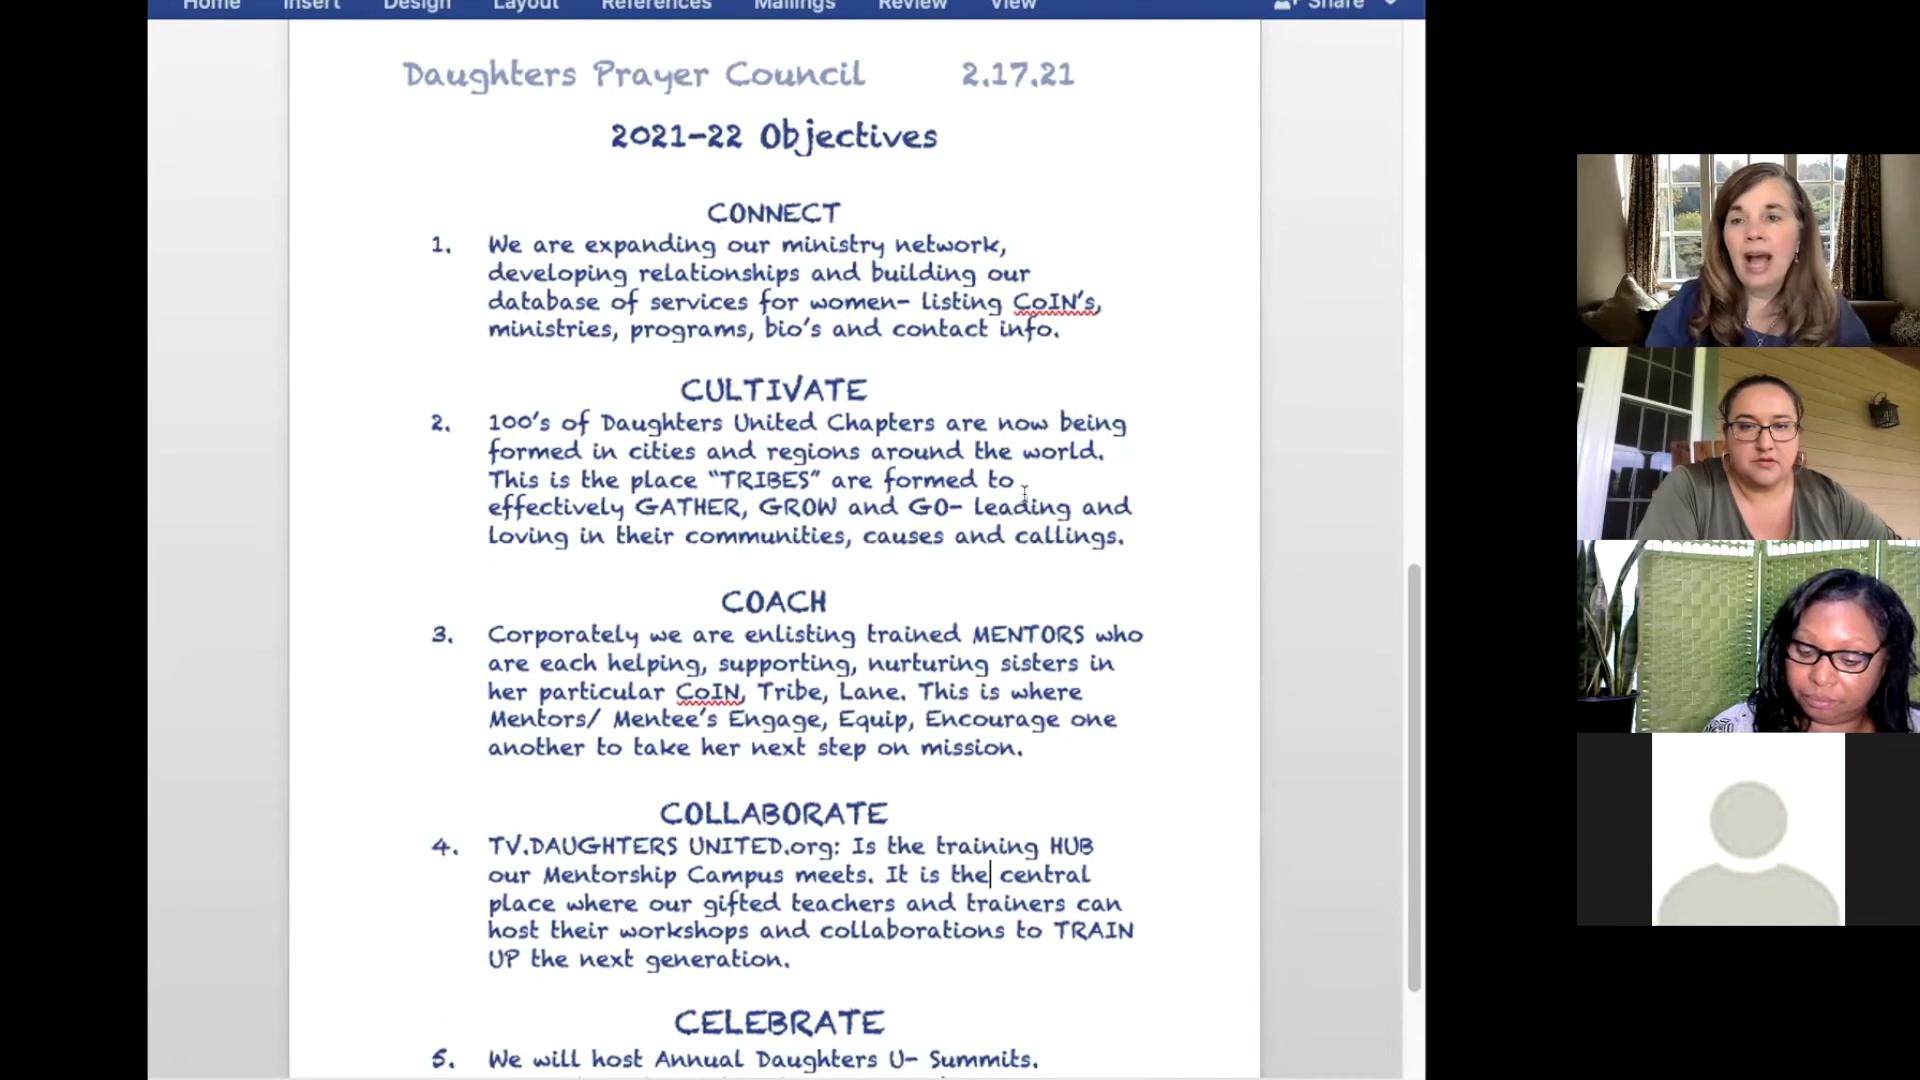 Home Insert Design Layout References Mailings Review View Share
Daughters Prayer Council 2.17.21
2021-22 Objectives
CONNECT
1. We are expanding our ministry network,
developing relationships and building our
database of services for women- listing CoIN's,
ministries, programs, bio's and contact info.
CULTIVATE
2. 100's of Daughters United Chapters are now being
formed in cities and regions around the world.
This is the place "TRIBES" are formed to
effectively GATHER, GROW and GO- leading and
loving in their communities, causes and callings.
COACH
3. Corporately we are enlisting trained MENTORS who
are each helping, supporting, nurturing sisters in
her particular CoIN, Tribe, Lane. This is where
Mentors/ Mentee's Engage, Equip, Encourage one
another to take her next step on mission.
COLLABORATE
4. TV.DAUGHTERS UNITED.org: Is the training HUB
our Mentorship Campus meets. It is the central
place where our gifted teachers and trainers can
host their workshops and collaborations to TRAIN
UP the next generation.
CELEBRATE
5. We will host Annual Daughters U- Summits.